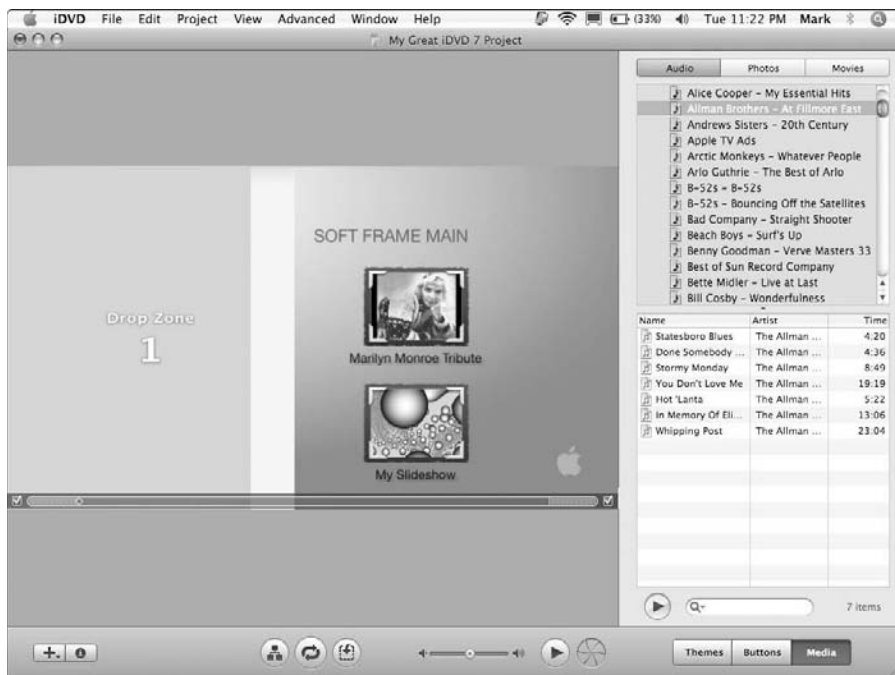 iDVD File Edit Project View Advanced Window Help (33%) Tue 11:22 PM Mark
My Great iDVD 7 Project
Audio Photos Movies
Alice Cooper – My Essential Hits
Allman Brothers – At Fillmore East
Andrews Sisters – 20th Century
Apple TV Ads
Arctic Monkeys – Whatever People
Arlo Guthrie – The Best of Arlo
B-52s – B-52s
B-52s – Bouncing Off the Satellites
Bad Company – Straight Shooter
Beach Boys – Surf's Up
Benny Goodman – Verve Masters 33
Best of Sun Record Company
Bette Midler – Live at Last
Bill Cosby – Wonderfulness
SOFT FRAME MAIN
Drop Zone
1
Marilyn Monroe Tribute
My Slideshow
Name Artist Time
Statesboro Blues The Allman ... 4:20
Done Somebody ... The Allman ... 4:36
Stormy Monday The Allman ... 8:49
You Don't Love Me The Allman ... 19:19
Hot 'Lanta The Allman ... 5:22
In Memory Of Eli... The Allman ... 13:06
Whipping Post The Allman ... 23:04
7 items
Themes Buttons Media